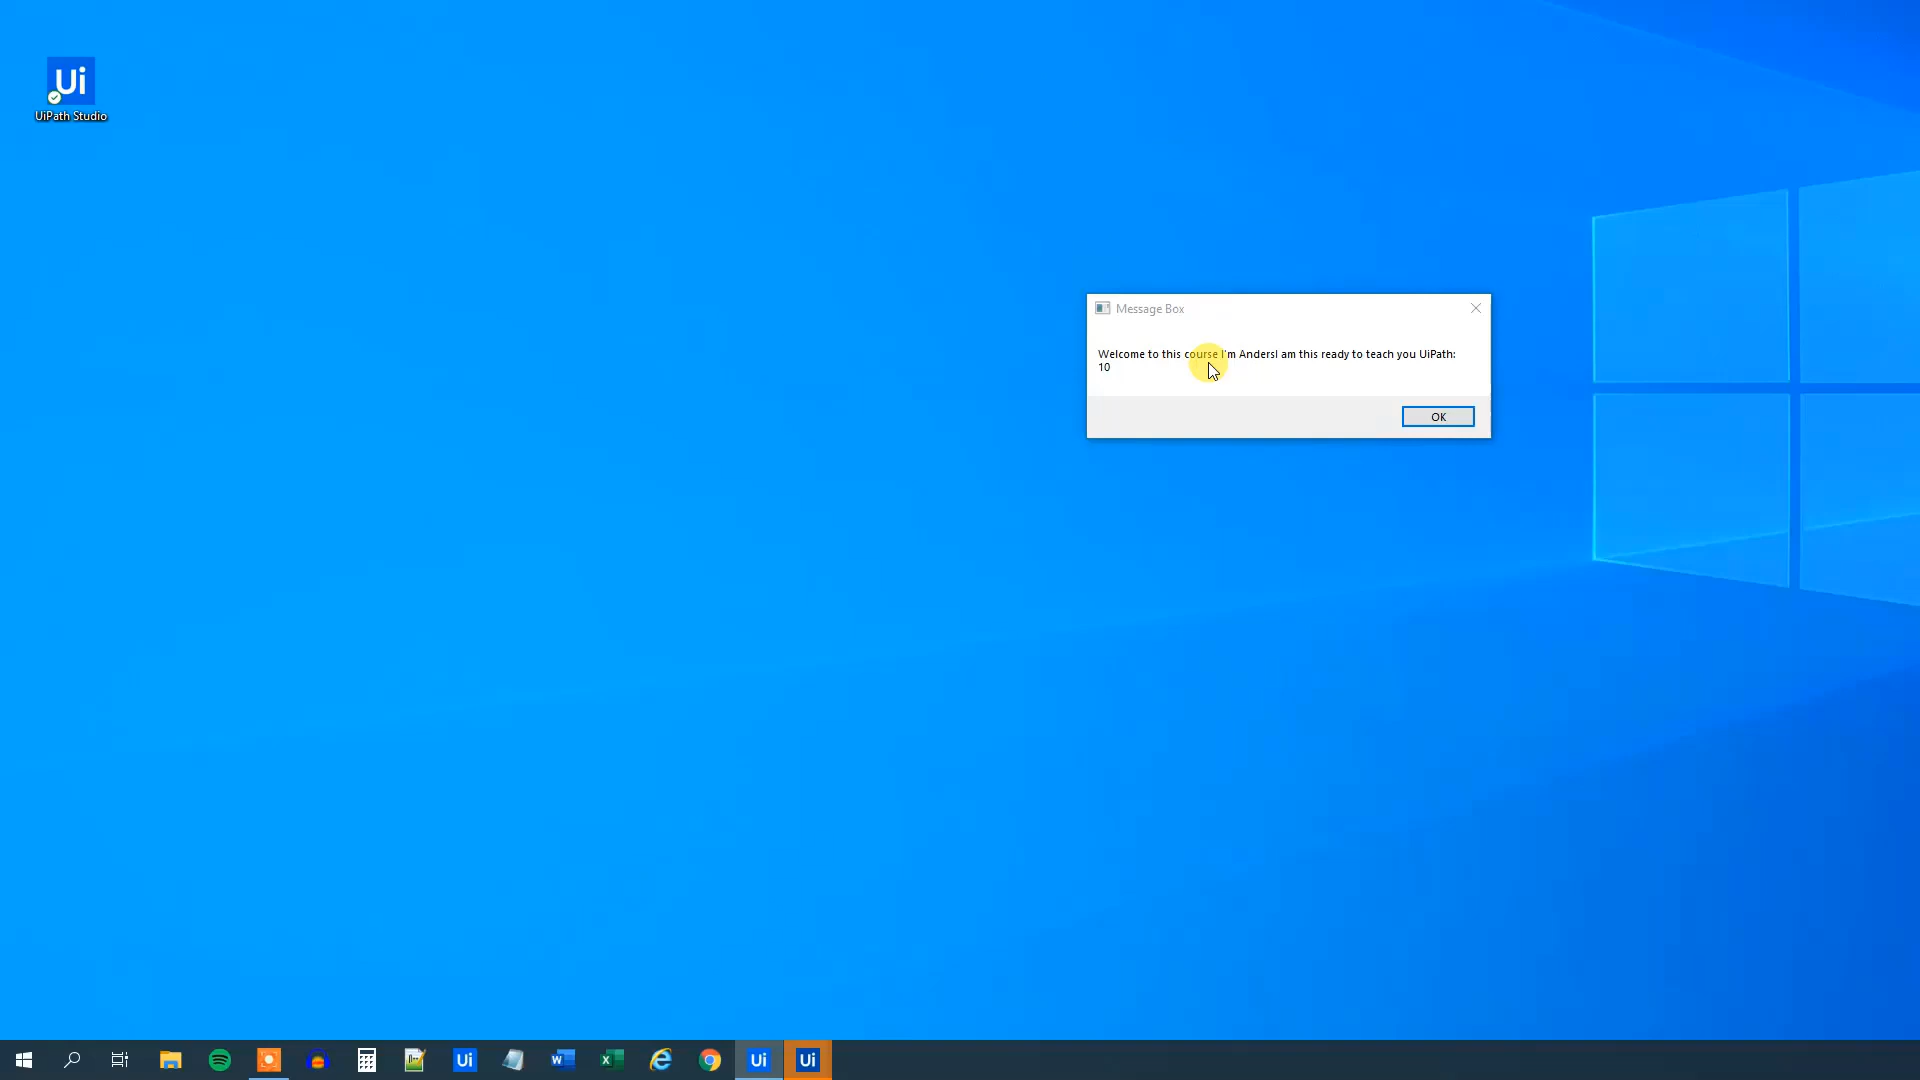 Ui
UiPath Studio
Message Box
Welcome to this course I'm AndersI am this ready to teach you UiPath:
10
OK
Ui
W
X
Ui
Ui